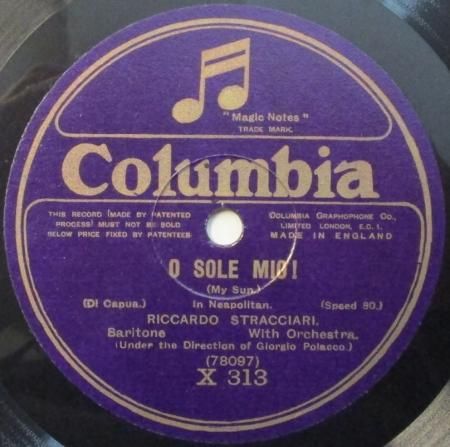 "Magic Notes"
TRADE MARK.
Columbia
THIS RECORD (MADE BY PATENTED
PROCESS) MUST NOT BE SOLD
BELOW PRICE FIXED BY PATENTEES
COLUMBIA GRAPHOPHONE CO.,
LIMITED LONDON, E.C. 1.
MADE IN ENGLAND
O SOLE MIO!
(My Sun.)
(Di Capua.) In Neapolitan. (Speed 80.)
RICCARDO STRACCIARI,
Baritone With Orchestra.
(Under the Direction of Giorgio Polacco.)
(78097)
X 313